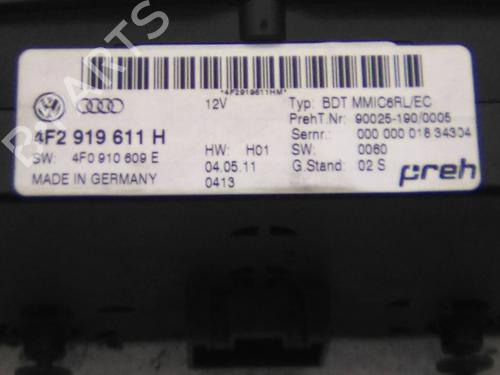 *4F2919611HM*
12V
Typ: BDT MMIC6RL/EC
4F2 919 611 H
PrehT.Nr: 90025-190/0005
Sernr.: 000 000 018 34304
SW: 4F0 910 609 E
HW: H01
SW: 0060
MADE IN GERMANY
04.05.11
G.Stand: 02 S
0413
preh
B-PARTS